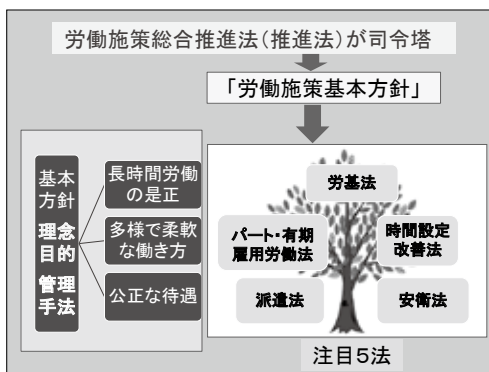 労働施策総合推進法(推進法)が司令塔
「労働施策基本方針」
基本
方針
理念
目的
管理
手法
長時間労働
の是正
多様で柔軟
な働き方
公正な待遇
労基法
パート・有期
雇用労働法
時間設定
改善法
派遣法
安衛法
注目5法